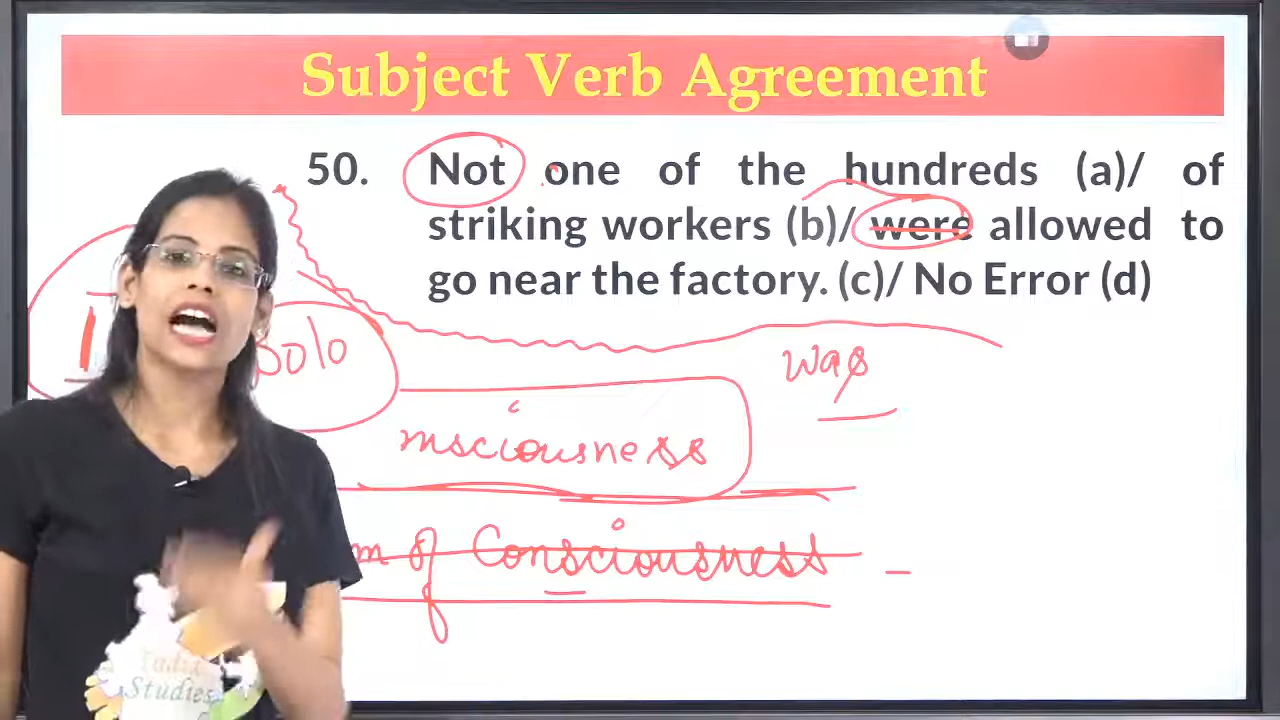 Subject Verb Agreement
50. Not one of the hundreds (a)/ of
striking workers (b)/ were allowed to
go near the factory. (c)/ No Error (d)
1
was
nsciousness
m of Consciousness
Studies